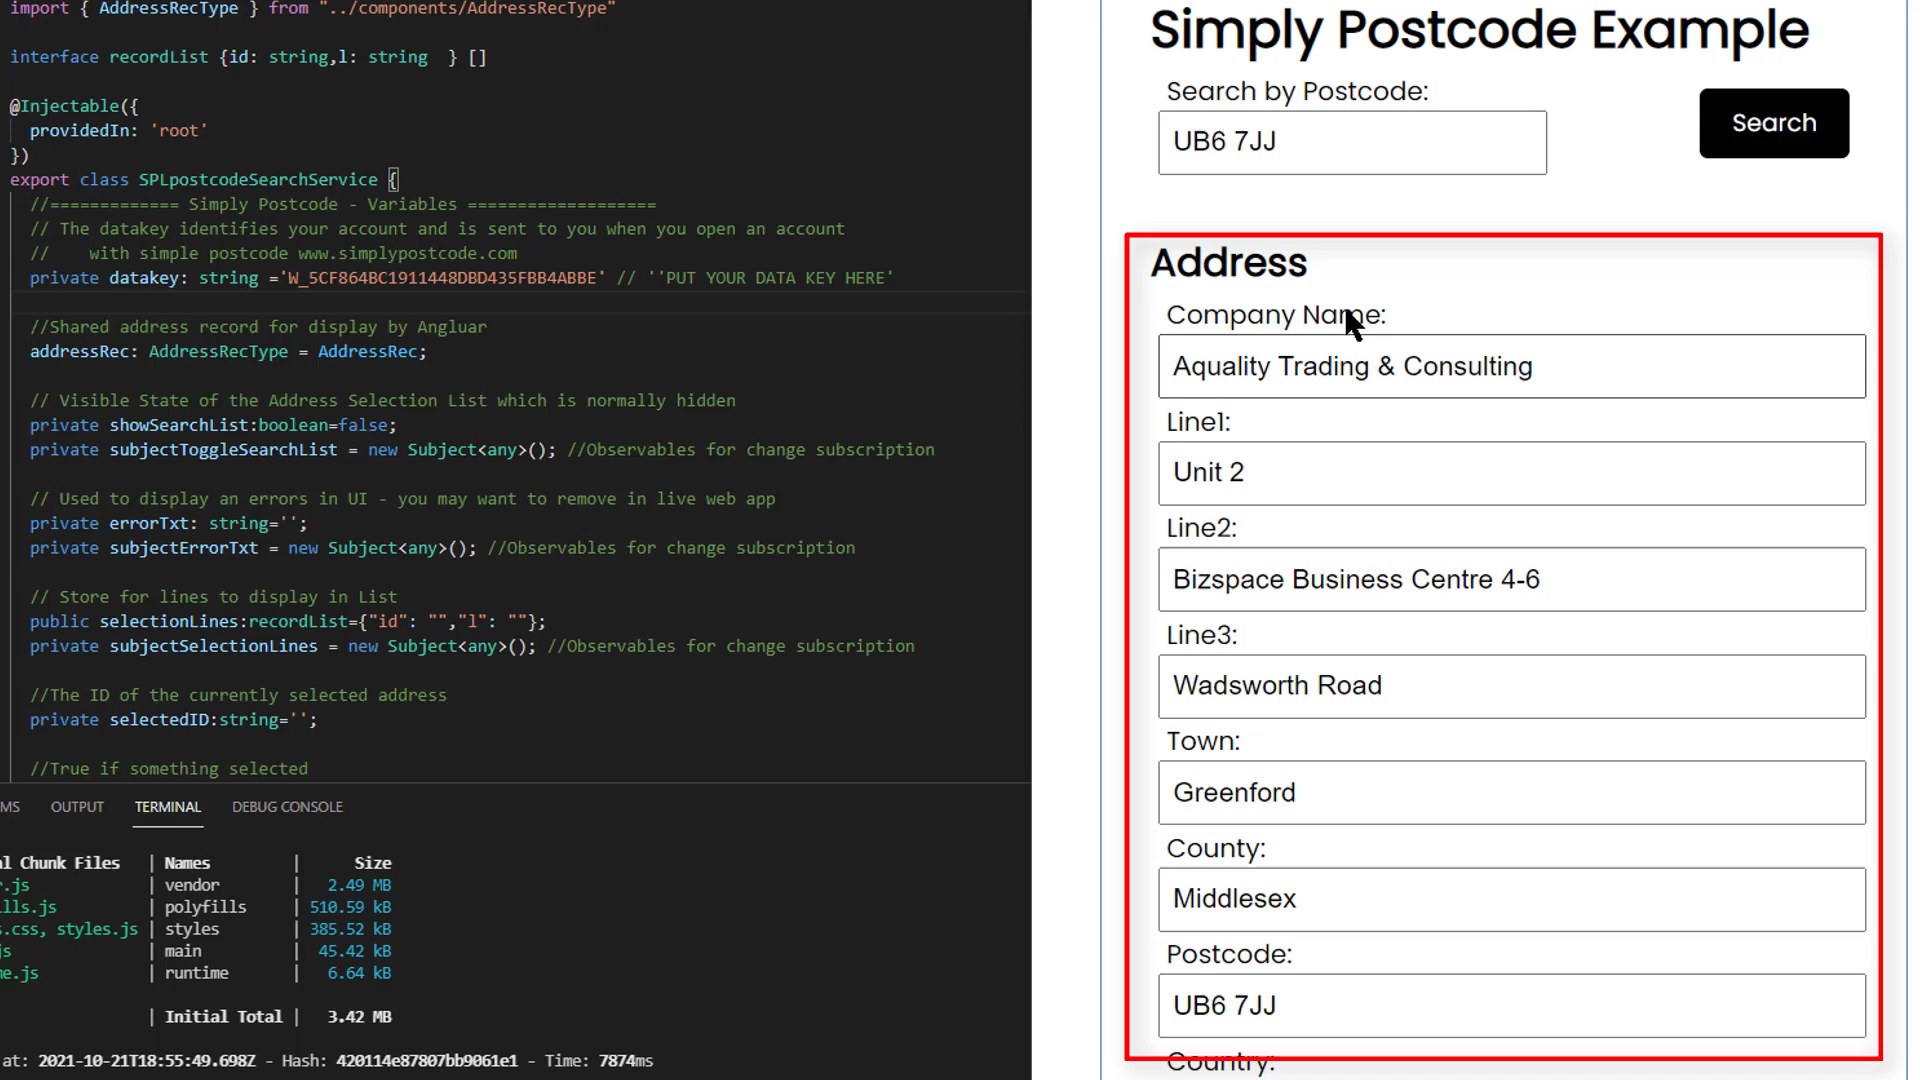 import { AddressRecType } from "../components/AddressRecType"
interface recordList {id: string,l: string  } []
@Injectable({
providedIn: 'root'
})
export class SPLpostcodeSearchService {
//============= Simply Postcode - Variables ===================
// The datakey identifies your account and is sent to you when you open an account
//    with simple postcode www.simplypostcode.com
private datakey: string ='W_5CF864BC1911448DBD435FBB4ABBE' // ''PUT YOUR DATA KEY HERE'
//Shared address record for display by Angluar
addressRec: AddressRecType = AddressRec;
// Visible State of the Address Selection List which is normally hidden
private showSearchList:boolean=false;
private subjectToggleSearchList = new Subject<any>(); //Observables for change subscription
// Used to display an errors in UI - you may want to remove in live web app
private errorTxt: string='';
private subjectErrorTxt = new Subject<any>(); //Observables for change subscription
// Store for lines to display in List
public selectionLines:recordList={"id": "","l": ""};
private subjectSelectionLines = new Subject<any>(); //Observables for change subscription
//The ID of the currently selected address
private selectedID:string='';
//True if something selected
MS OUTPUT TERMINAL DEBUG CONSOLE
al Chunk Files | Names | Size
r.js | vendor | 2.49 MB
ills.js | polyfills | 510.59 kB
s.css, styles.js | styles | 385.52 kB
js | main | 45.42 kB
me.js | runtime | 6.64 kB
| Initial Total | 3.42 MB
at: 2021-10-21T18:55:49.698Z - Hash: 420114e87807bb9061e1 - Time: 7874ms
Simply Postcode Example
Search by Postcode:
UB6 7JJ
Search
Address
Company Name:
Aquality Trading & Consulting
Line1:
Unit 2
Line2:
Bizspace Business Centre 4-6
Line3:
Wadsworth Road
Town:
Greenford
County:
Middlesex
Postcode:
UB6 7JJ
Country: